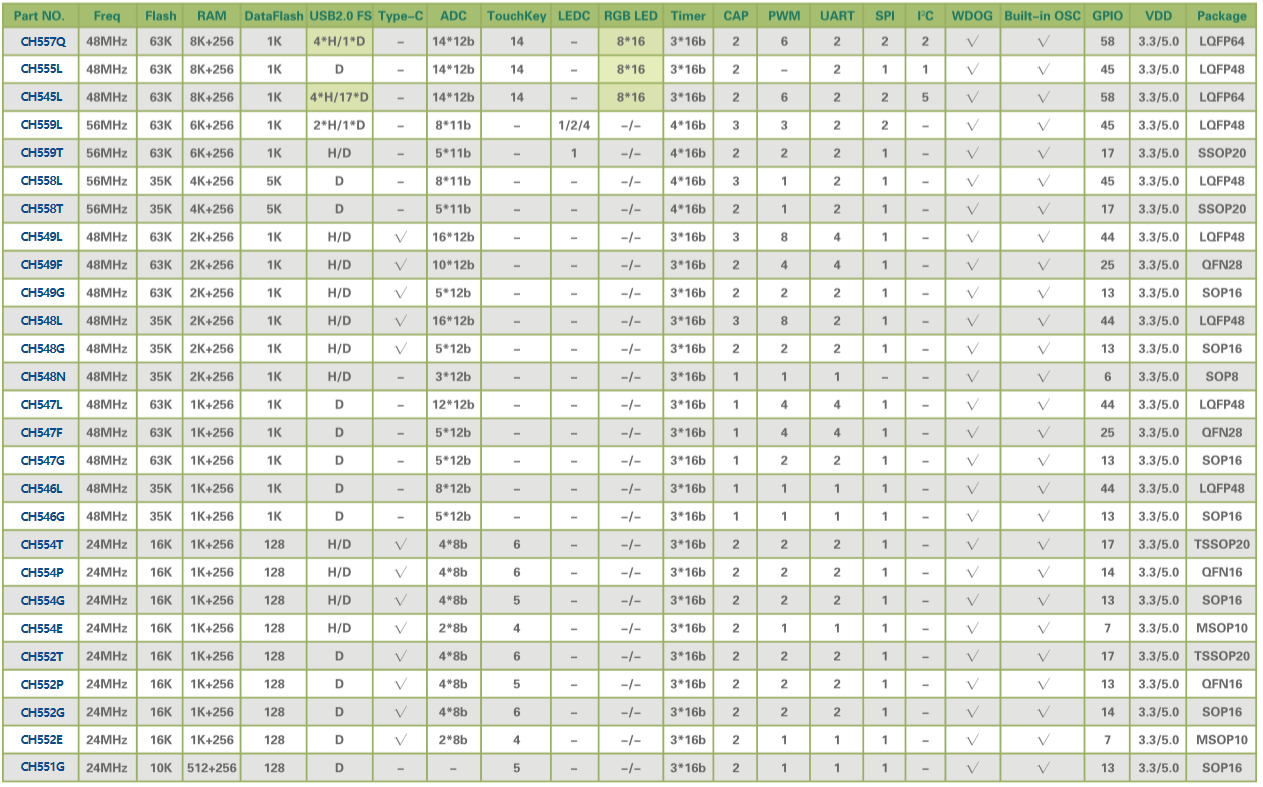 Part NO. Freq Flash RAM DataFlash USB2.0 FS Type-C ADC TouchKey LEDC RGB LED Timer CAP PWM UART SPI I²C WDOG Built-in OSC GPIO VDD Package
CH557Q 48MHz 63K 8K+256 1K 4*H/1*D – 14*12b 14 – 8*16 3*16b 2 6 2 2 2 √ √ 58 3.3/5.0 LQFP64
CH555L 48MHz 63K 8K+256 1K D – 14*12b 14 – 8*16 3*16b 2 – 2 1 1 √ √ 45 3.3/5.0 LQFP48
CH545L 48MHz 63K 8K+256 1K 4*H/17*D – 14*12b 14 – 8*16 3*16b 2 6 2 2 5 √ √ 58 3.3/5.0 LQFP64
CH559L 56MHz 63K 6K+256 1K 2*H/1*D – 8*11b – 1/2/4 –/– 4*16b 3 3 2 2 – √ √ 45 3.3/5.0 LQFP48
CH559T 56MHz 63K 6K+256 1K H/D – 5*11b – 1 –/– 4*16b 2 2 2 1 – √ √ 17 3.3/5.0 SSOP20
CH558L 56MHz 35K 4K+256 5K D – 8*11b – – –/– 4*16b 3 1 2 1 – √ √ 45 3.3/5.0 LQFP48
CH558T 56MHz 35K 4K+256 5K D – 5*11b – – –/– 4*16b 2 1 2 1 – √ √ 17 3.3/5.0 SSOP20
CH549L 48MHz 63K 2K+256 1K H/D √ 16*12b – – –/– 3*16b 3 8 4 1 – √ √ 44 3.3/5.0 LQFP48
CH549F 48MHz 63K 2K+256 1K H/D √ 10*12b – – –/– 3*16b 2 4 4 1 – √ √ 25 3.3/5.0 QFN28
CH549G 48MHz 63K 2K+256 1K H/D √ 5*12b – – –/– 3*16b 2 2 2 1 – √ √ 13 3.3/5.0 SOP16
CH548L 48MHz 35K 2K+256 1K H/D √ 16*12b – – –/– 3*16b 3 8 2 1 – √ √ 44 3.3/5.0 LQFP48
CH548G 48MHz 35K 2K+256 1K H/D √ 5*12b – – –/– 3*16b 2 2 2 1 – √ √ 13 3.3/5.0 SOP16
CH548N 48MHz 35K 2K+256 1K H/D – 3*12b – – –/– 3*16b 1 1 1 – – √ √ 6 3.3/5.0 SOP8
CH547L 48MHz 63K 1K+256 1K D – 12*12b – – –/– 3*16b 1 4 4 1 – √ √ 44 3.3/5.0 LQFP48
CH547F 48MHz 63K 1K+256 1K D – 5*12b – – –/– 3*16b 1 4 4 1 – √ √ 25 3.3/5.0 QFN28
CH547G 48MHz 63K 1K+256 1K D – 5*12b – – –/– 3*16b 1 2 2 1 – √ √ 13 3.3/5.0 SOP16
CH546L 48MHz 35K 1K+256 1K D – 8*12b – – –/– 3*16b 1 1 1 1 – √ √ 44 3.3/5.0 LQFP48
CH546G 48MHz 35K 1K+256 1K D – 5*12b – – –/– 3*16b 1 1 1 1 – √ √ 13 3.3/5.0 SOP16
CH554T 24MHz 16K 1K+256 128 H/D √ 4*8b 6 – –/– 3*16b 2 2 2 1 – √ √ 17 3.3/5.0 TSSOP20
CH554P 24MHz 16K 1K+256 128 H/D √ 4*8b 6 – –/– 3*16b 2 2 2 1 – √ √ 14 3.3/5.0 QFN16
CH554G 24MHz 16K 1K+256 128 H/D √ 4*8b 5 – –/– 3*16b 2 2 2 1 – √ √ 13 3.3/5.0 SOP16
CH554E 24MHz 16K 1K+256 128 H/D √ 2*8b 4 – –/– 3*16b 2 1 1 1 – √ √ 7 3.3/5.0 MSOP10
CH552T 24MHz 16K 1K+256 128 D √ 4*8b 6 – –/– 3*16b 2 2 2 1 – √ √ 17 3.3/5.0 TSSOP20
CH552P 24MHz 16K 1K+256 128 D √ 4*8b 5 – –/– 3*16b 2 2 2 1 – √ √ 13 3.3/5.0 QFN16
CH552G 24MHz 16K 1K+256 128 D √ 4*8b 6 – –/– 3*16b 2 2 2 1 – √ √ 14 3.3/5.0 SOP16
CH552E 24MHz 16K 1K+256 128 D √ 2*8b 4 – –/– 3*16b 2 1 1 1 – √ √ 7 3.3/5.0 MSOP10
CH551G 24MHz 10K 512+256 128 D – – 5 – –/– 3*16b 2 1 1 1 – √ √ 13 3.3/5.0 SOP16